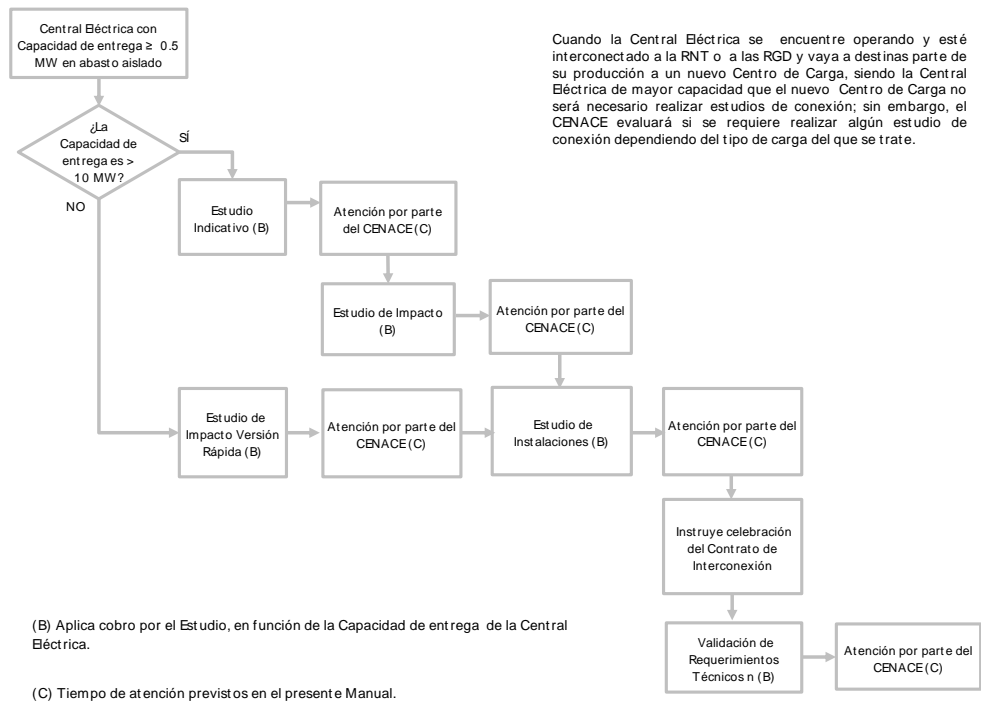 Central Eléctrica con
Capacidad de entrega ≥ 0.5
MW en abasto aislado
Cuando la Central Eléctrica se encuentre operando y esté
interconectado a la RNT o a las RGD y vaya a destinas parte de
su producción a un nuevo Centro de Carga, siendo la Central
Eléctrica de mayor capacidad que el nuevo Centro de Carga no
será necesario realizar estudios de conexión; sin embargo, el
CENACE evaluará si se requiere realizar algún estudio de
conexión dependiendo del tipo de carga del que se trate.
¿La
Capacidad de
entrega es >
10 MW?
SÍ
NO
Estudio
Indicativo (B)
Atención por parte
del CENACE (C)
Estudio de Impacto
(B)
Atención por parte del
CENACE (C)
Estudio de
Impacto Versión
Rápida (B)
Atención por parte del
CENACE (C)
Estudio de
Instalaciones (B)
Atención por parte del
CENACE (C)
Instruye celebración
del Contrato de
Interconexión
Validación de
Requerimientos
Técnicos n (B)
Atención por parte del
CENACE (C)
(B) Aplica cobro por el Estudio, en función de la Capacidad de entrega de la Central
Eléctrica.
(C) Tiempo de atención previstos en el presente Manual.